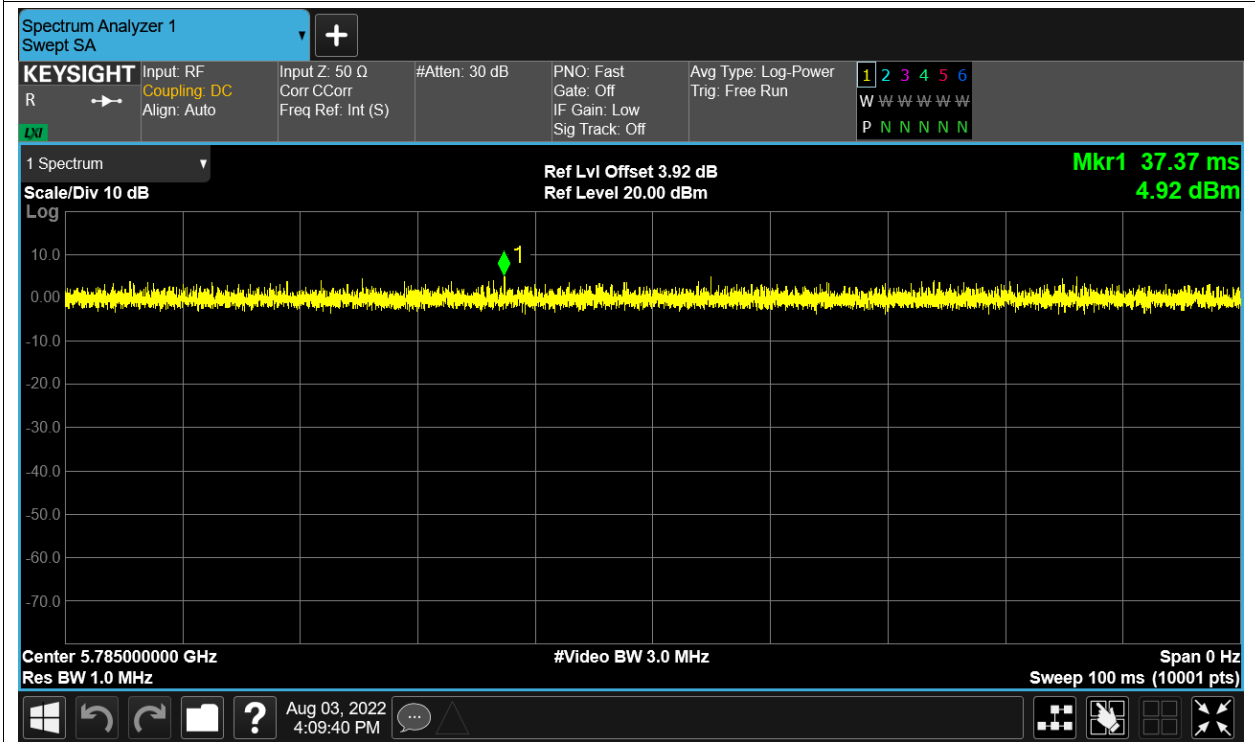 Spectrum Analyzer 1
Swept SA
KEYSIGHT
R
LXI
Input: RF
Coupling: DC
Align: Auto
Input Z: 50 Ω
Corr CCorr
Freq Ref: Int (S)
#Atten: 30 dB
PNO: Fast
Gate: Off
IF Gain: Low
Sig Track: Off
Avg Type: Log-Power
Trig: Free Run
1 2 3 4 5 6
W W W W W W
P N N N N N
1 Spectrum
Scale/Div 10 dB
Ref Lvl Offset 3.92 dB
Ref Level 20.00 dBm
Mkr1 37.37 ms
4.92 dBm
Log
10.0
1
0.00
-10.0
-20.0
-30.0
-40.0
-50.0
-60.0
-70.0
Center 5.785000000 GHz
#Video BW 3.0 MHz
Span 0 Hz
Res BW 1.0 MHz
Sweep 100 ms (10001 pts)
?
Aug 03, 2022
4:09:40 PM